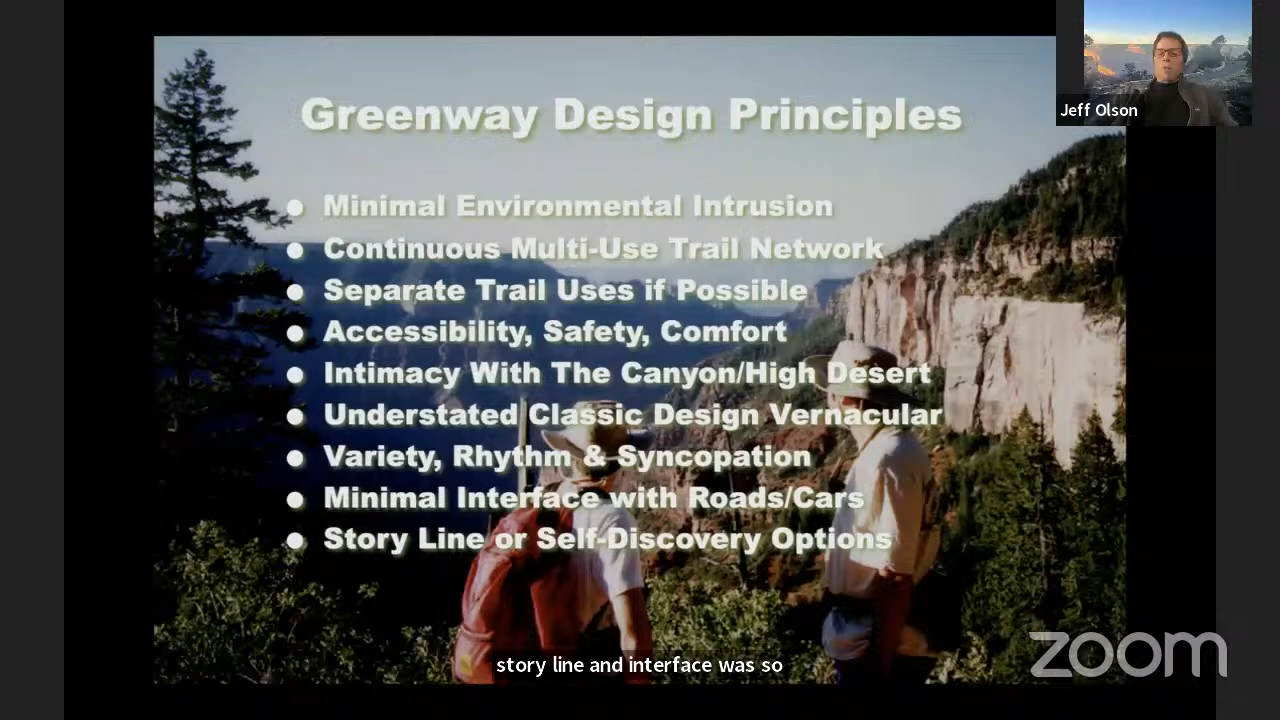 Greenway Design Principles
Jeff Olson
• Minimal Environmental Intrusion
• Continuous Multi-Use Trail Network
• Separate Trail Uses if Possible
• Accessibility, Safety, Comfort
• Intimacy With The Canyon/High Desert
• Understated Classic Design Vernacular
• Variety, Rhythm & Syncopation
• Minimal Interface with Roads/Cars
• Story Line or Self-Discovery Options
story line and interface was so
zoom